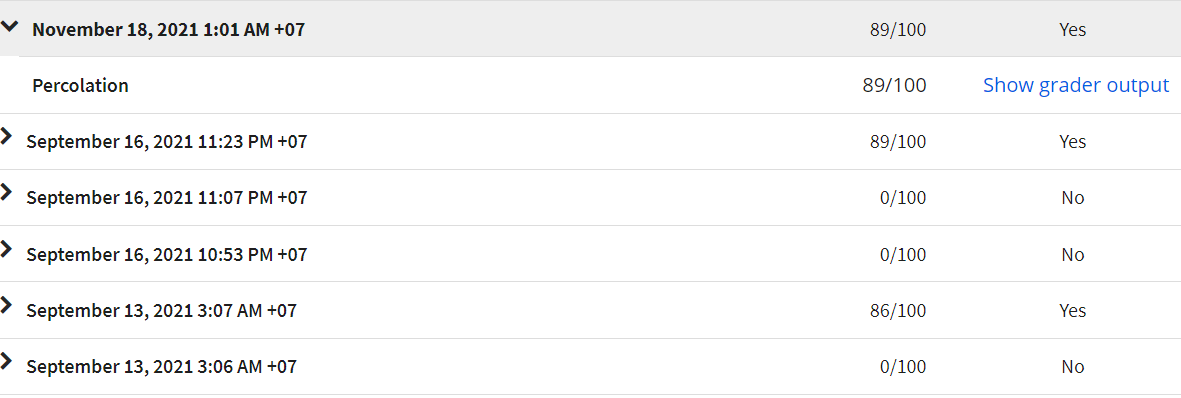 November 18, 2021 1:01 AM +07 89/100 Yes
Percolation 89/100 Show grader output
September 16, 2021 11:23 PM +07 89/100 Yes
September 16, 2021 11:07 PM +07 0/100 No
September 16, 2021 10:53 PM +07 0/100 No
September 13, 2021 3:07 AM +07 86/100 Yes
September 13, 2021 3:06 AM +07 0/100 No